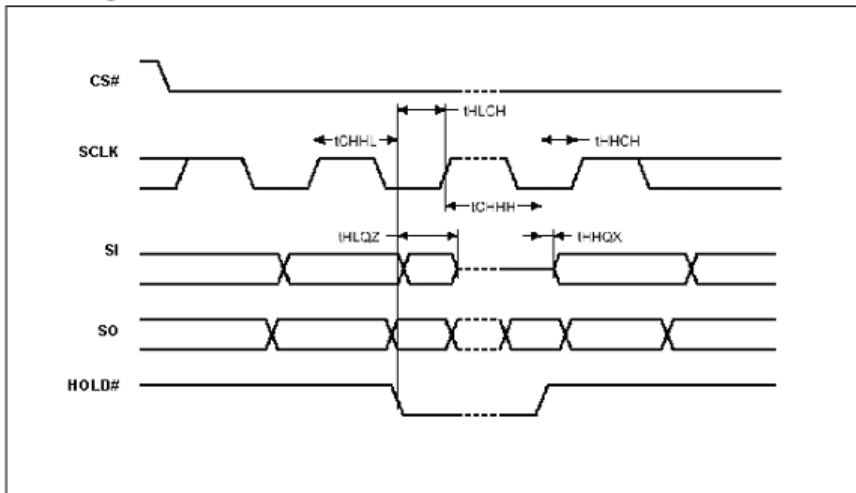 CS#
tHLCH
tCHHL
tHHCH
SCLK
tCHHH
tHLQZ
tHHQX
SI
SO
HOLD#